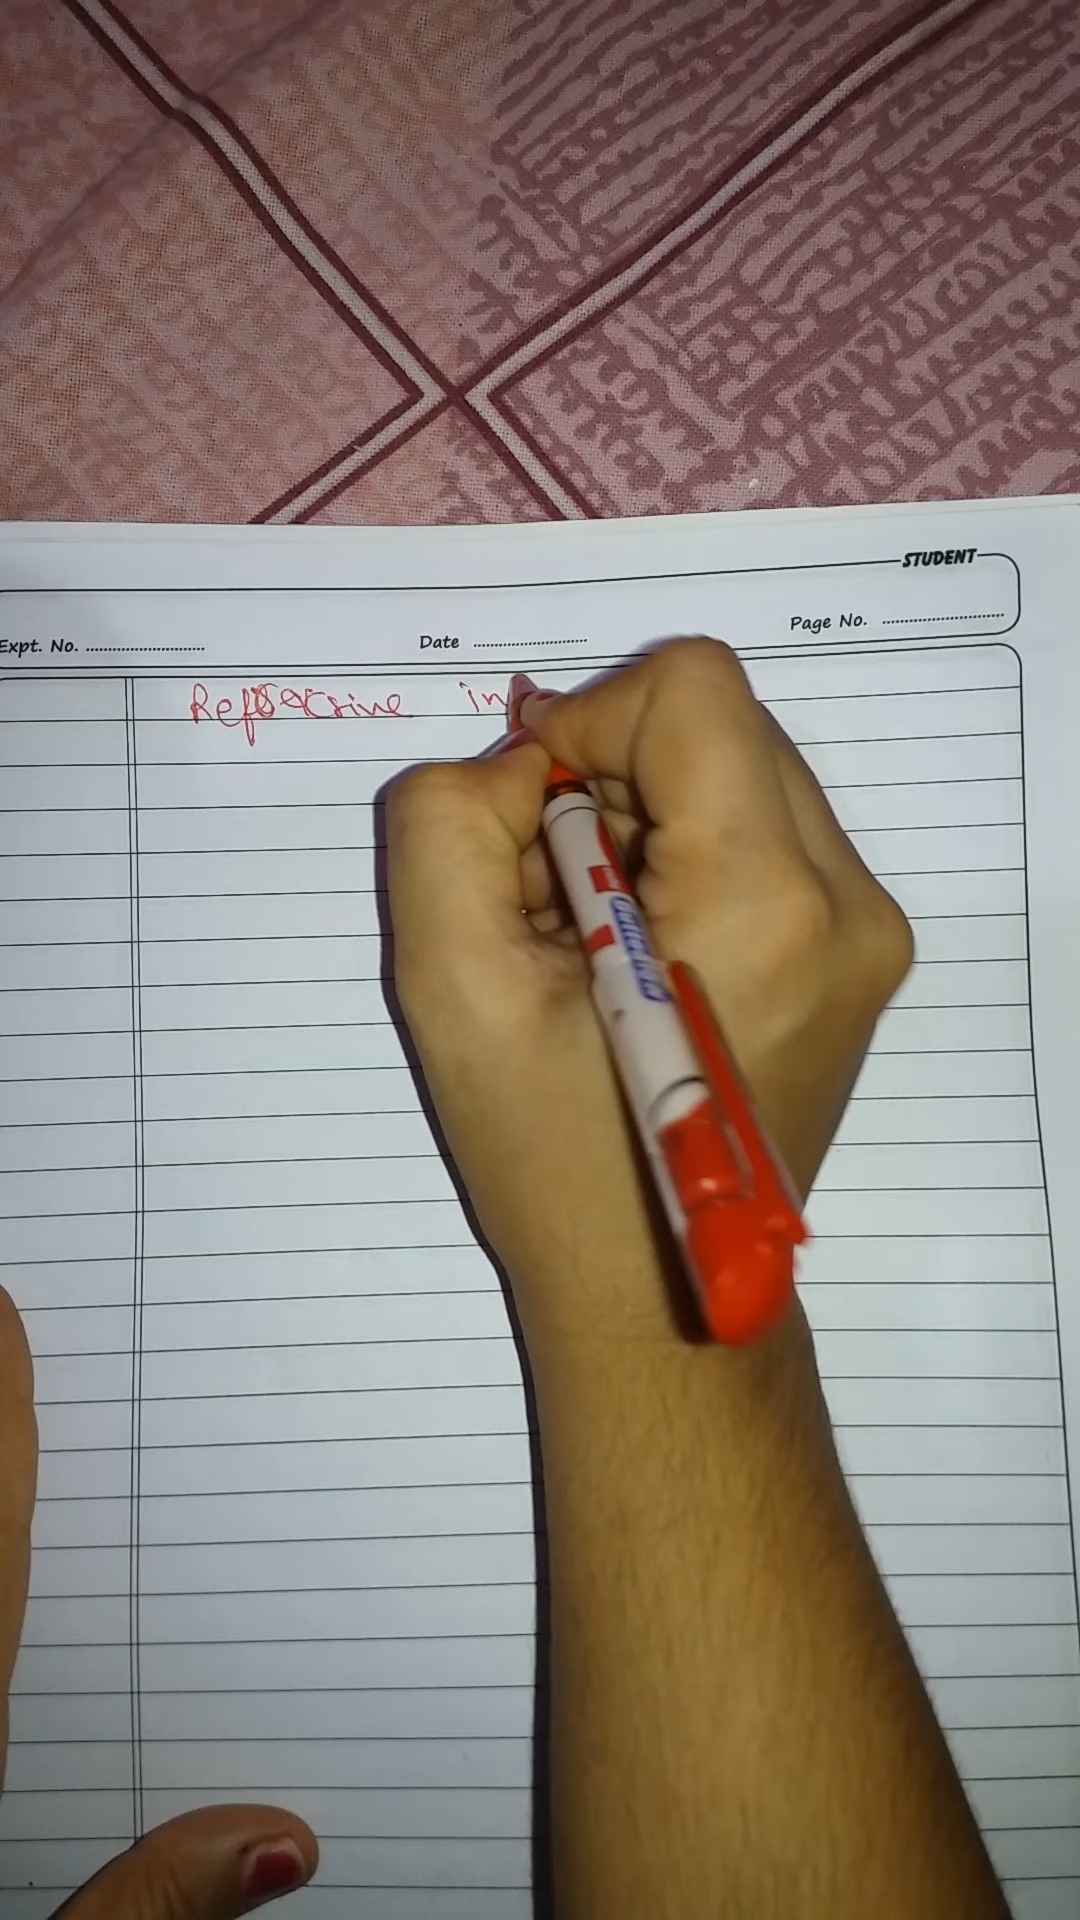 STUDENT
Expt. No. ..........................
Date ..........................
Page No. ..........................
Refractive in